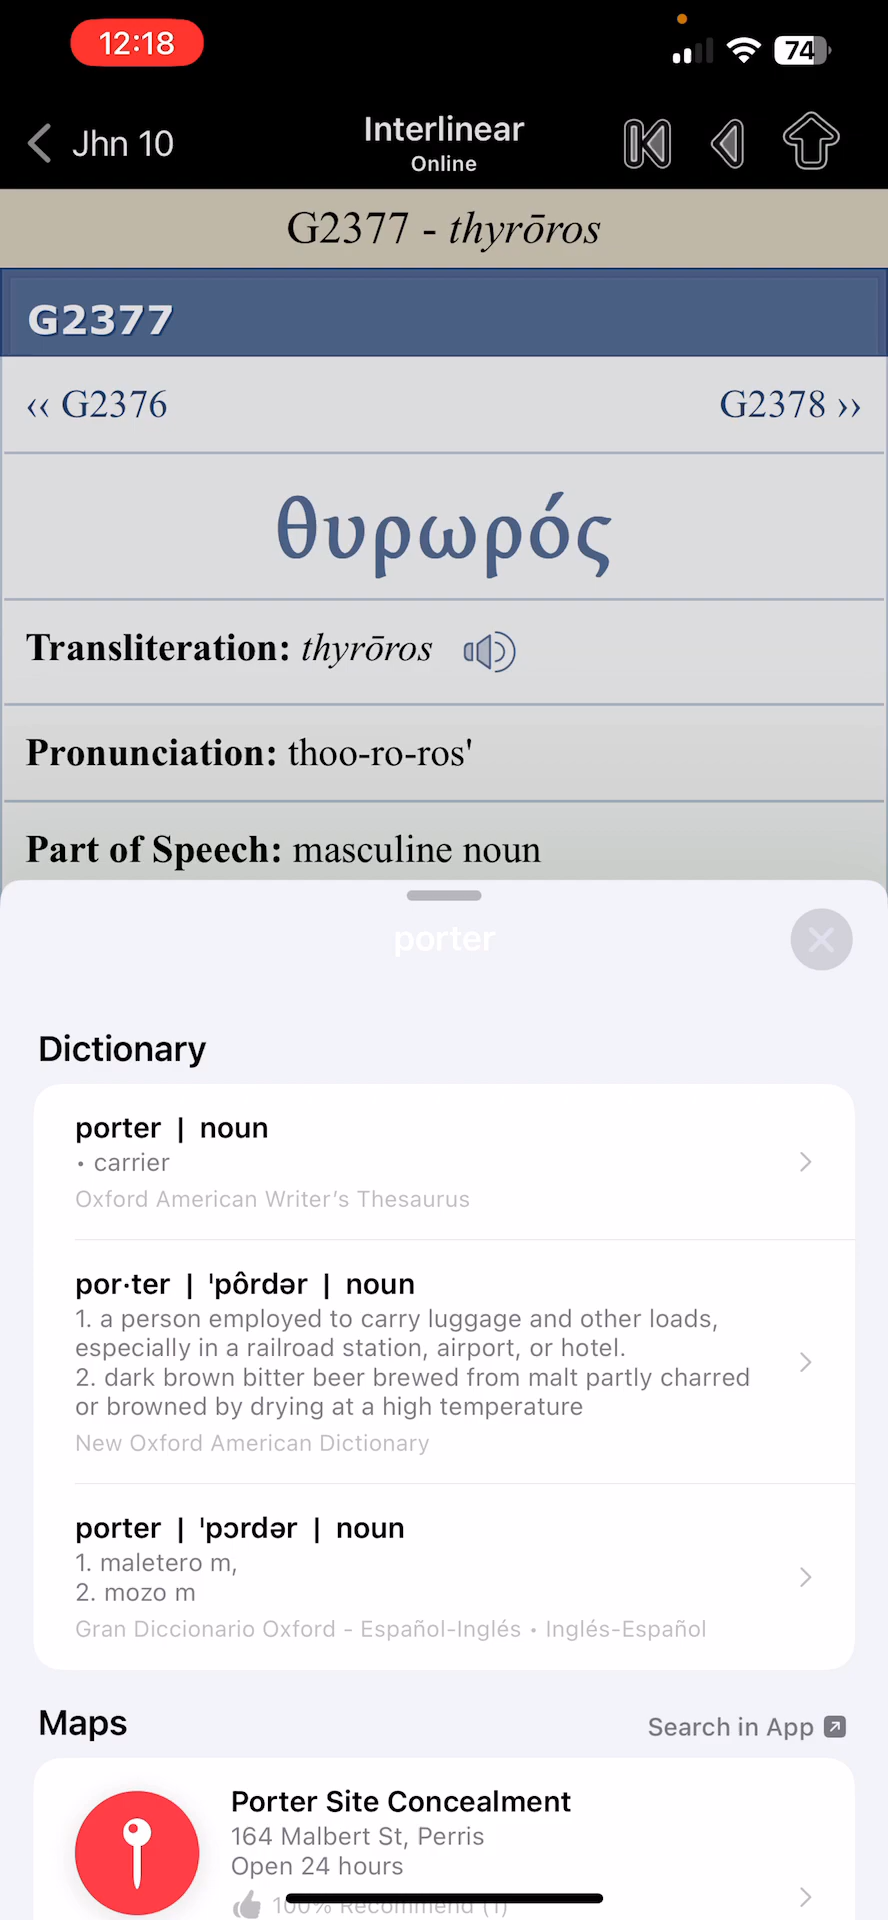 12:18
74
Jhn 10
Interlinear
Online
G2377 - thyrōros
G2377
‹‹ G2376
G2378 ››
θυρωρός
Transliteration: thyrōros
Pronunciation: thoo-ro-ros'
Part of Speech: masculine noun
porter
Dictionary
porter | noun
• carrier
Oxford American Writer’s Thesaurus
por·ter | ˈpôrdər | noun
1. a person employed to carry luggage and other loads,
especially in a railroad station, airport, or hotel.
2. dark brown bitter beer brewed from malt partly charred
or browned by drying at a high temperature
New Oxford American Dictionary
porter | ˈpɔrdər | noun
1. maletero m,
2. mozo m
Gran Diccionario Oxford - Español-Inglés • Inglés-Español
Maps
Search in App
Porter Site Concealment
164 Malbert St, Perris
Open 24 hours
100% Recommend (1)